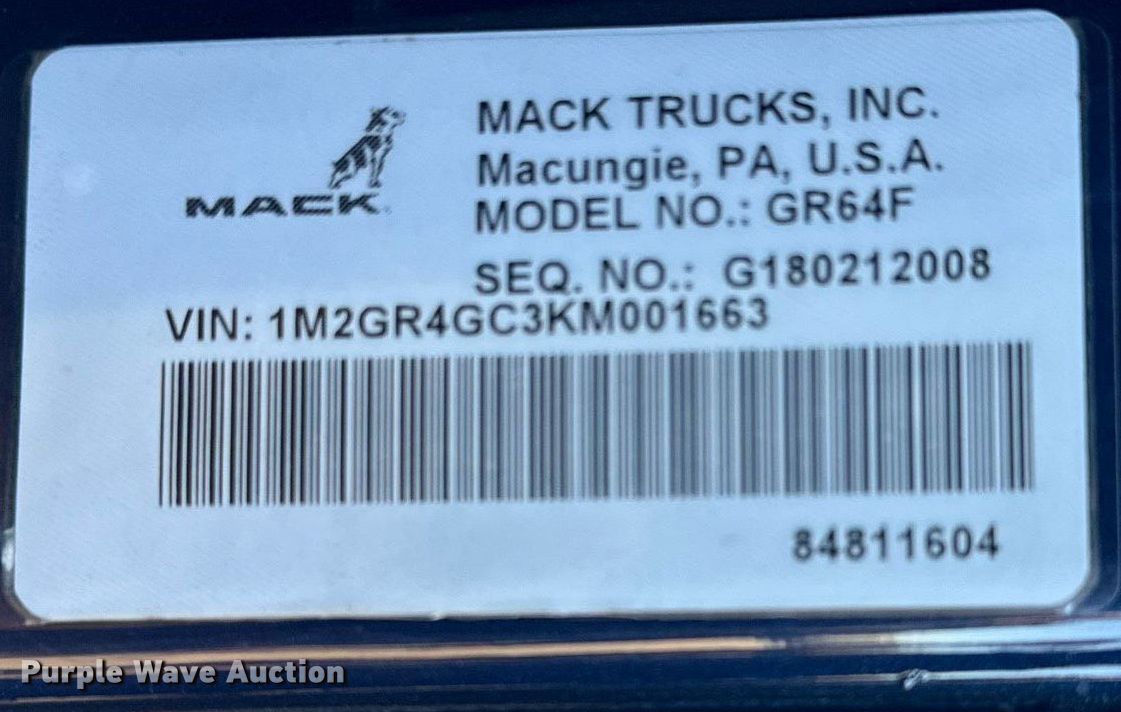 MACK TRUCKS, INC.
Macungie, PA, U.S.A.
MACK
MODEL NO.: GR64F
SEQ. NO.: G180212008
VIN: 1M2GR4GC3KM001663
84811604
Purple Wave Auction